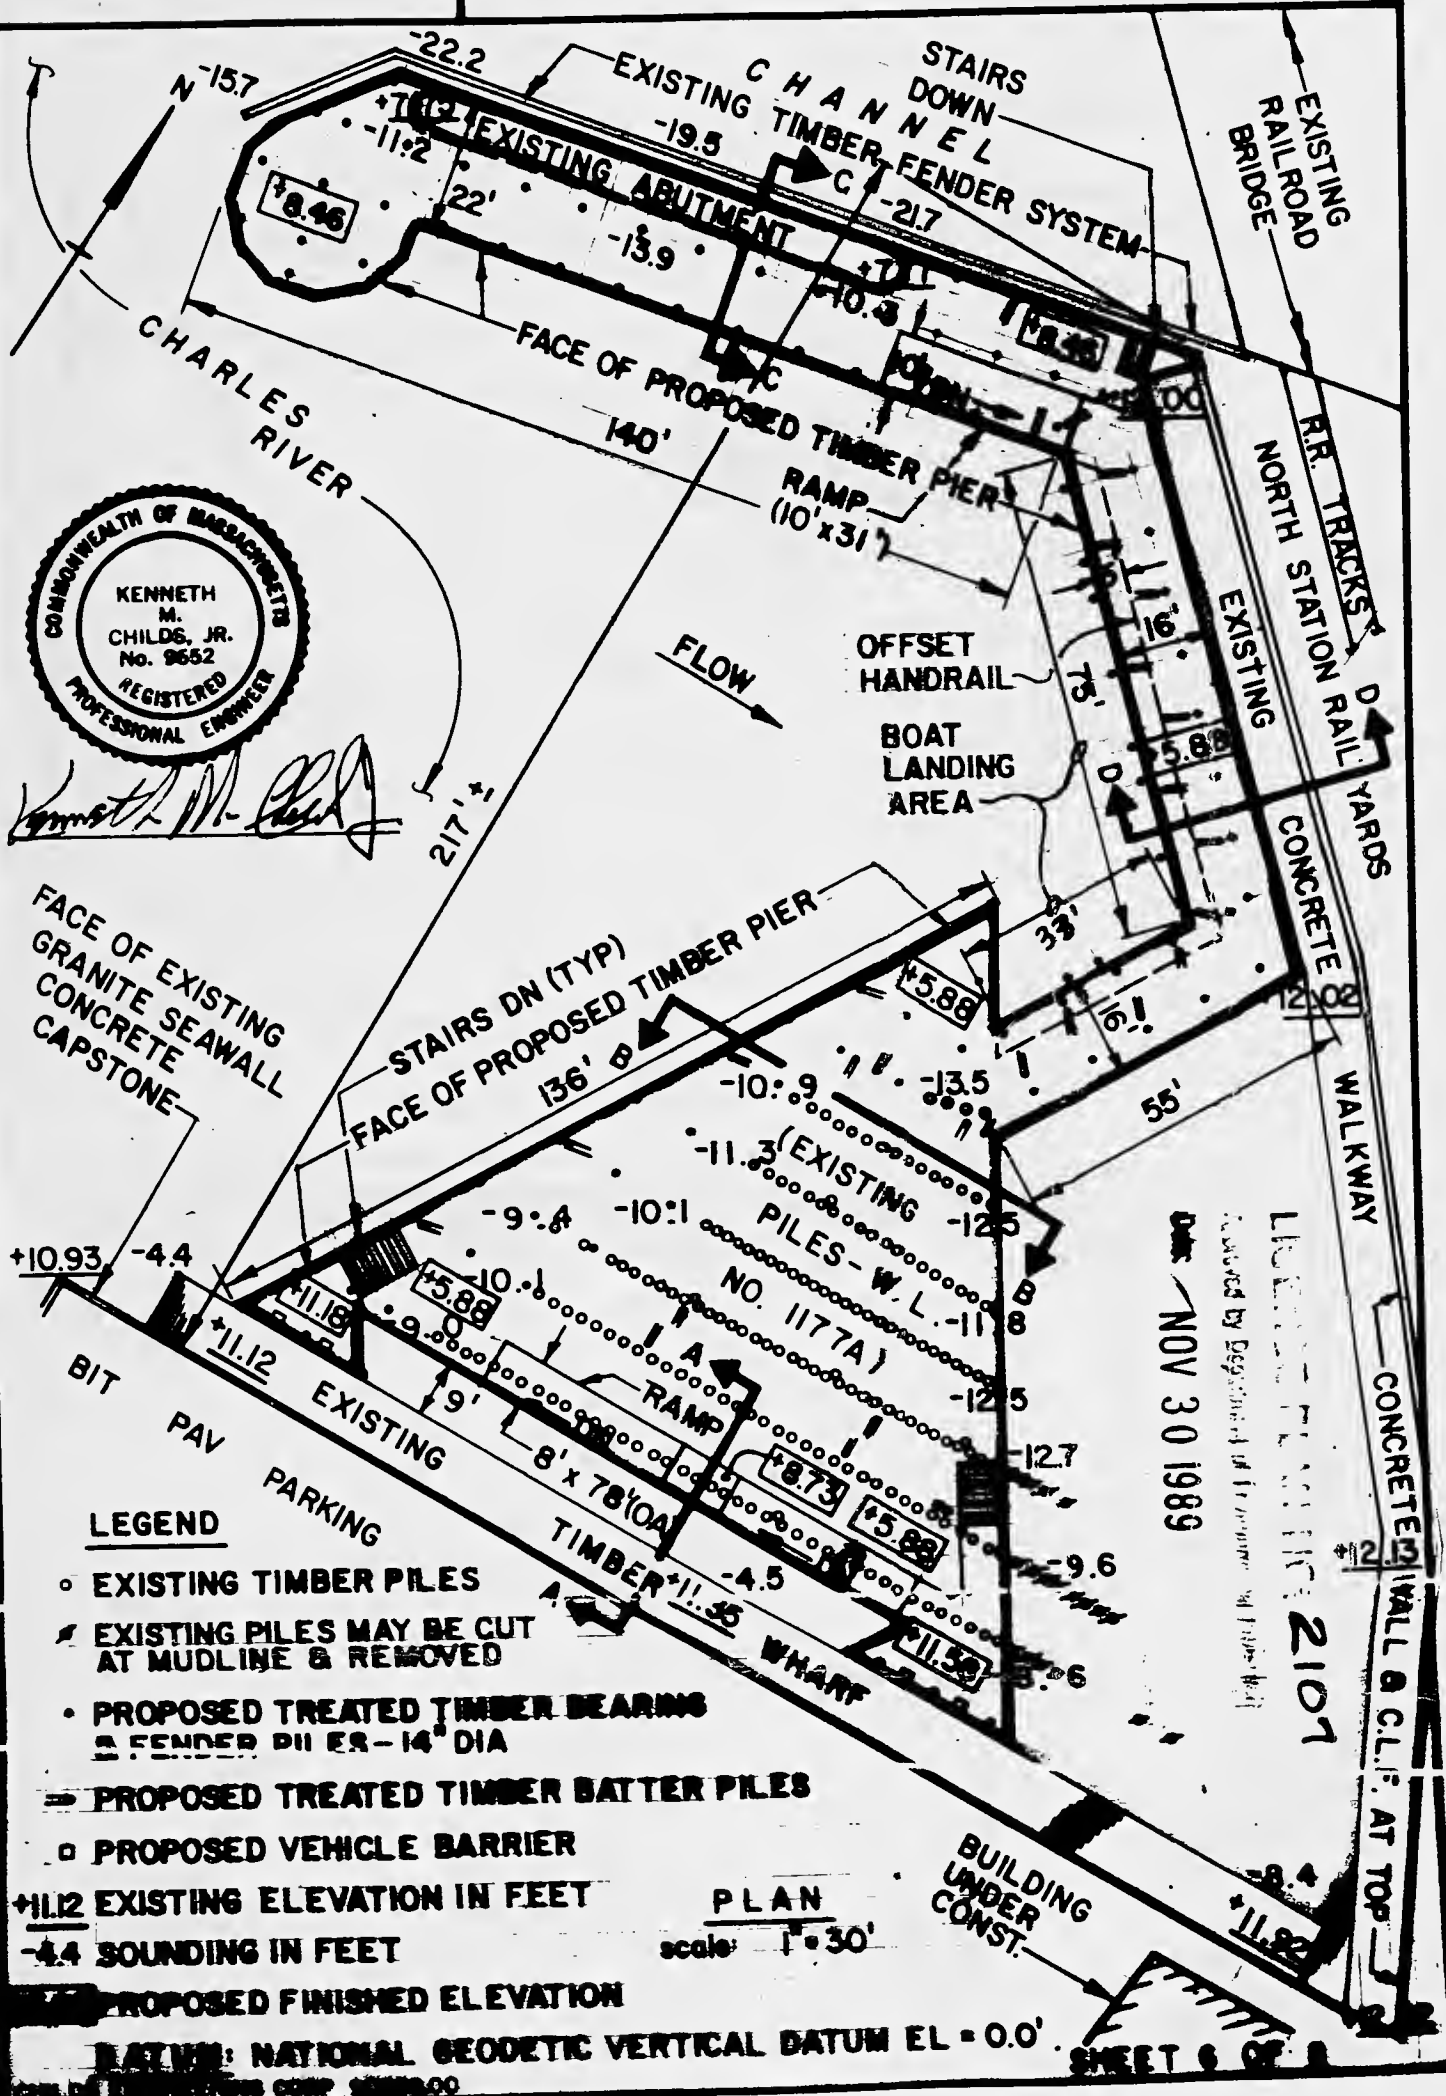 -22.2
-15.7
N
EXISTING TIMBER FENDER SYSTEM
CHANNEL
STAIRS
DOWN
EXISTING
RAILROAD
BRIDGE
-11.2
EXISTING ABUTMENT
-19.5
C
-21.7
+8.46
22'
-13.9
-10.3
+8.46
C
CHARLES
RIVER
FACE OF PROPOSED TIMBER PIER
140'
RAMP
(10'x31')
R.R. TRACKS
NORTH STATION RAIL YARDS
COMMONWEALTH OF MASSACHUSETTS
KENNETH
M.
CHILDS, JR.
No. 9652
REGISTERED
PROFESSIONAL ENGINEER
FLOW
OFFSET
HANDRAIL
16'
75'
BOAT
LANDING
AREA
5.88
D
D
EXISTING
CONCRETE
WALKWAY
217'±
33'
12.02
16'
55'
FACE OF EXISTING
GRANITE SEAWALL
CONCRETE
CAPSTONE
STAIRS DN (TYP)
FACE OF PROPOSED TIMBER PIER
136'
B
+5.88
-10.9
-13.5
-11.3
(EXISTING
PILES-W.L.
NO. 1177A)
-12.5
-9.4
-10.1
B
-11.8
+10.93
-4.4
+11.18
+5.88
-10.1
+11.12
A
-12.5
RAMP
9'
8' x 78'(OA)
-12.7
+8.73
+5.88
-9.6
BIT
PAV
PARKING
EXISTING
TIMBER
WHARF
+11.35
-4.5
A
NOV 30 1989
2107
CONCRETE WALL & C.L.F. AT TOP
+12.13
LEGEND
EXISTING TIMBER PILES
EXISTING PILES MAY BE CUT
AT MUDLINE & REMOVED
PROPOSED TREATED TIMBER BEARING
& FENDER PILES-14" DIA
PROPOSED TREATED TIMBER BATTER PILES
PROPOSED VEHICLE BARRIER
+11.12 EXISTING ELEVATION IN FEET
-4.4 SOUNDING IN FEET
PROPOSED FINISHED ELEVATION
DATUM: NATIONAL GEODETIC VERTICAL DATUM EL = 0.0'.
PLAN
scale: 1"=30'
BUILDING
UNDER
CONST.
-8.4
+11.92
SHEET 6 OF 8